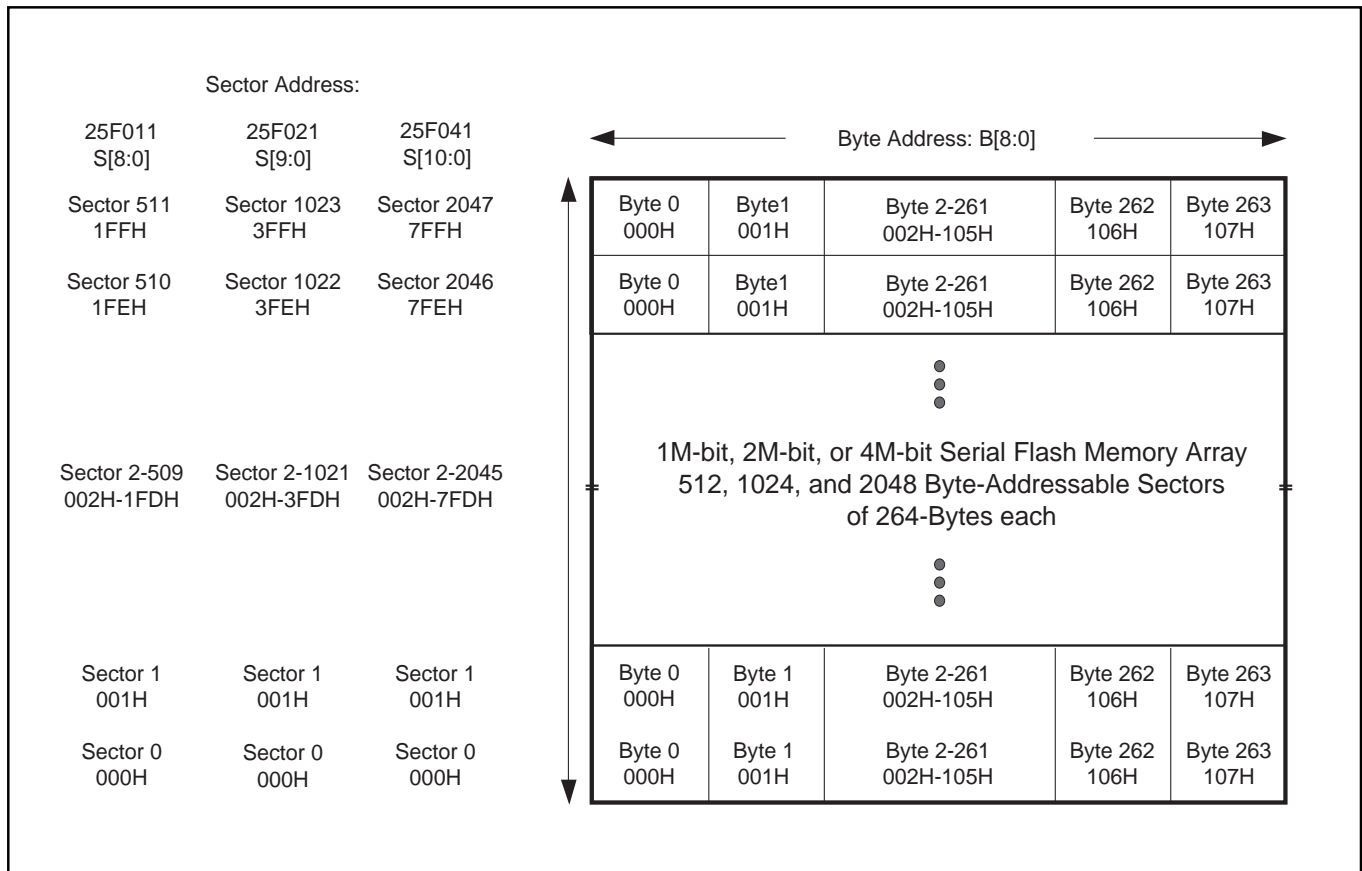 Sector Address:
25F011 25F021 25F041
S[8:0] S[9:0] S[10:0]
Byte Address: B[8:0]
Sector 511 Sector 1023 Sector 2047 Byte 0 Byte1 Byte 2-261 Byte 262 Byte 263
1FFH 3FFH 7FFH 000H 001H 002H-105H 106H 107H
Sector 510 Sector 1022 Sector 2046 Byte 0 Byte1 Byte 2-261 Byte 262 Byte 263
1FEH 3FEH 7FEH 000H 001H 002H-105H 106H 107H
1M-bit, 2M-bit, or 4M-bit Serial Flash Memory Array
Sector 2-509 Sector 2-1021 Sector 2-2045 512, 1024, and 2048 Byte-Addressable Sectors
002H-1FDH 002H-3FDH 002H-7FDH of 264-Bytes each
Sector 1 Sector 1 Sector 1 Byte 0 Byte 1 Byte 2-261 Byte 262 Byte 263
001H 001H 001H 000H 001H 002H-105H 106H 107H
Sector 0 Sector 0 Sector 0 Byte 0 Byte 1 Byte 2-261 Byte 262 Byte 263
000H 000H 000H 000H 001H 002H-105H 106H 107H